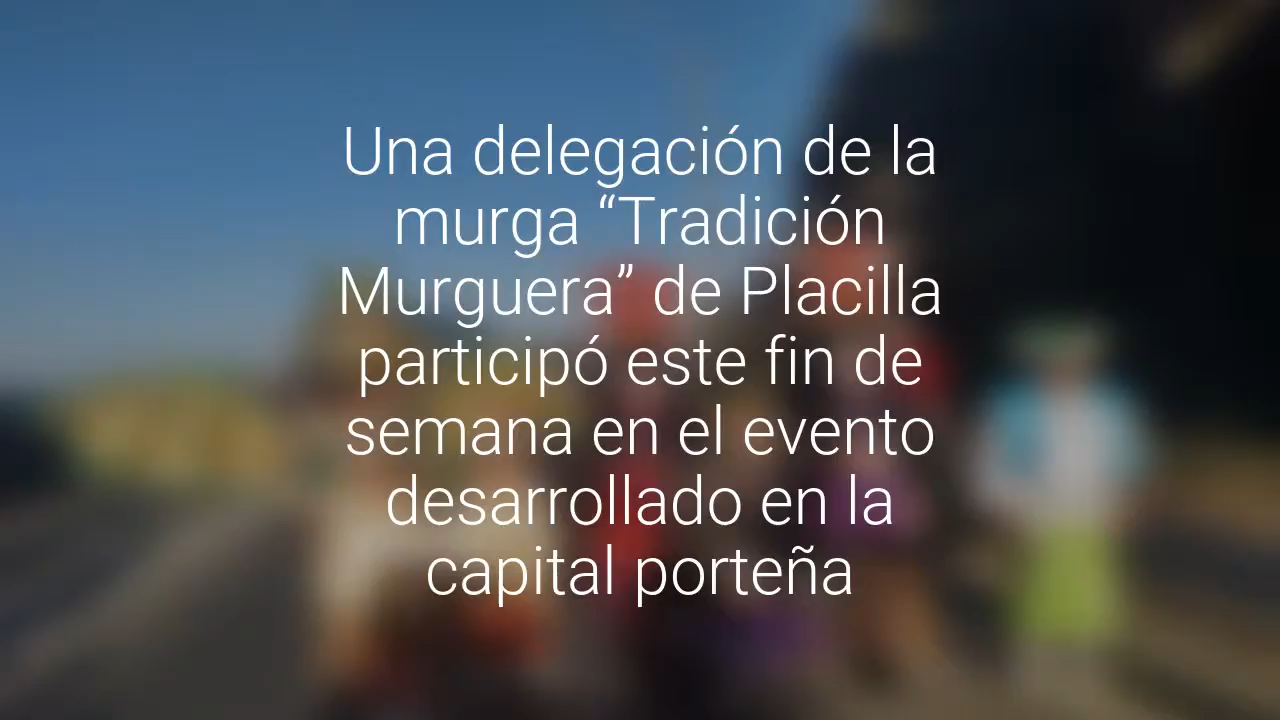 Una delegación de la
murga “Tradición
Murguera” de Placilla
participó este fin de
semana en el evento
desarrollado en la
capital porteña